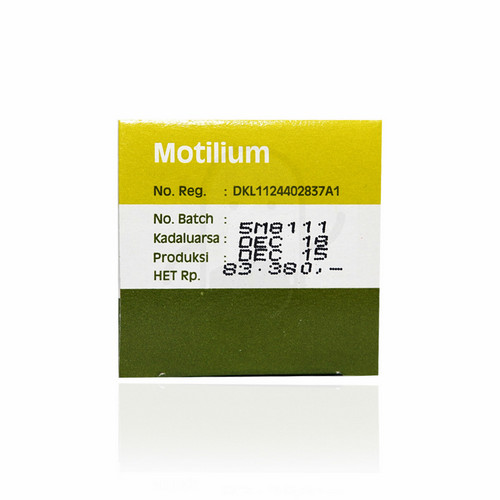 Motilium
No. Reg. : DKL1124402837A1
No. Batch : 5M8111
Kadaluarsa : DEC 18
Produksi : DEC 15
HET Rp. 83.380,-